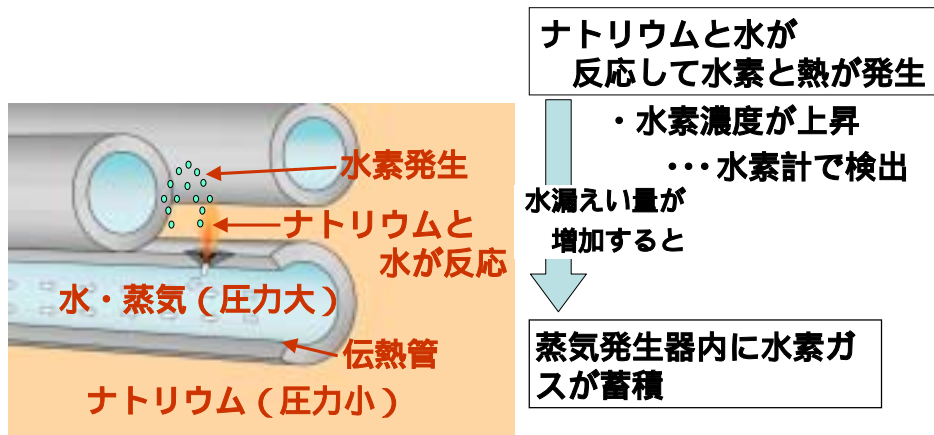 ナトリウムと水が
反応して水素と熱が発生
・水素濃度が上昇
・・・水素計で検出
水漏えい量が
増加すると
蒸気発生器内に水素ガ
スが蓄積
水素発生
ナトリウムと
水が反応
水・蒸気(圧力大)
伝熱管
ナトリウム(圧力小)